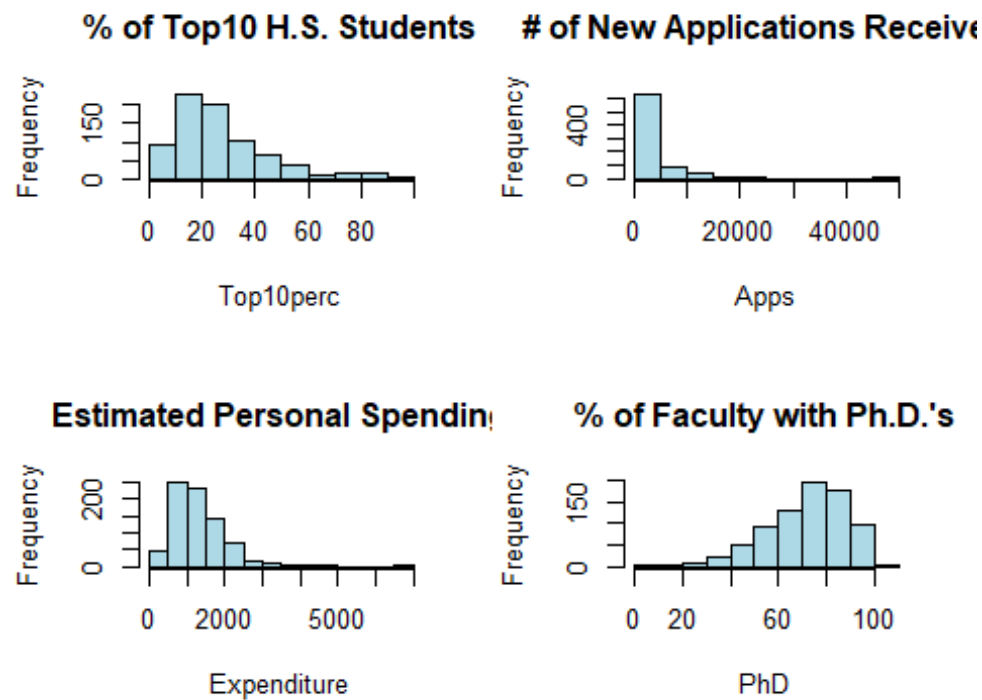 % of Top10 H.S. Students
Frequency
0 150
0 20 40 60 80
Top10perc
# of New Applications Receive
Frequency
0 400
0 20000 40000
Apps
Estimated Personal Spending
Frequency
0 200
0 2000 5000
Expenditure
% of Faculty with Ph.D.'s
Frequency
0 150
0 20 60 100
PhD